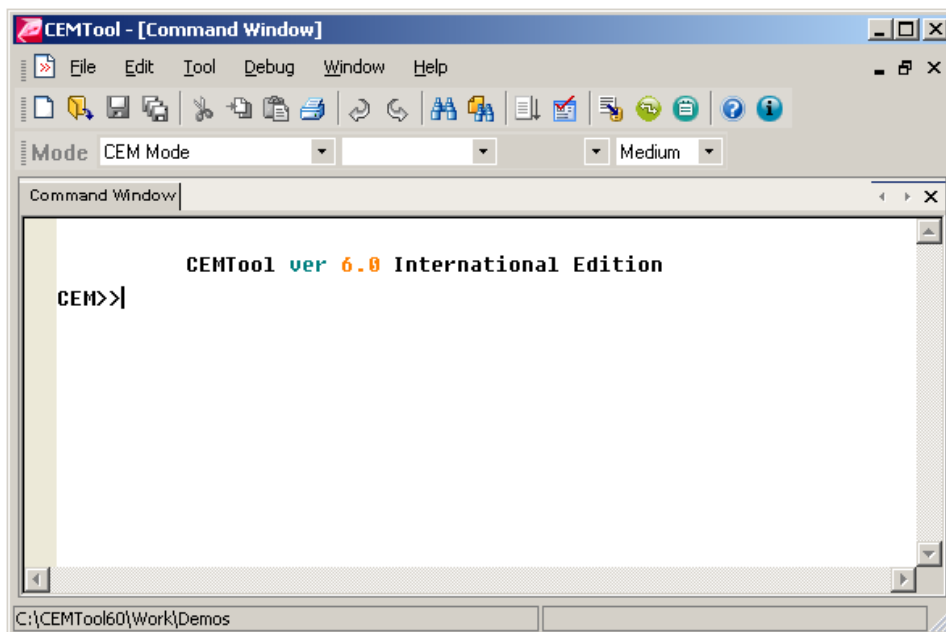 CEMTool - [Command Window]
File Edit Tool Debug Window Help
Mode CEM Mode Medium
Command Window
CEMTool ver 6.0 International Edition
CEM>>
C:\CEMTool60\Work\Demos